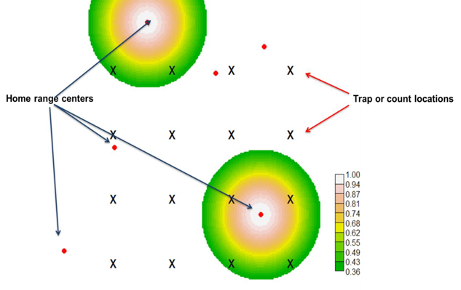 X X X X
Home range centers
Trap or count locations
X X X X
X X X X
X X X X
1.00
0.94
0.87
0.81
0.74
0.68
0.62
0.55
0.49
0.43
0.36